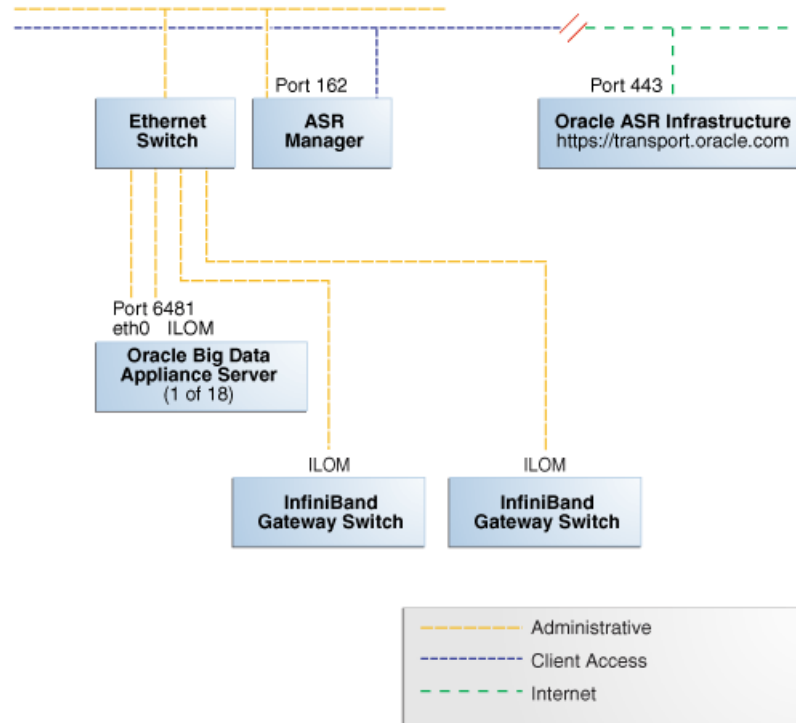 Port 162
Port 443
Ethernet
Switch
ASR
Manager
Oracle ASR Infrastructure
https://transport.oracle.com
Port 6481
eth0 ILOM
Oracle Big Data
Appliance Server
(1 of 18)
ILOM
ILOM
InfiniBand
Gateway Switch
InfiniBand
Gateway Switch
Administrative
Client Access
Internet